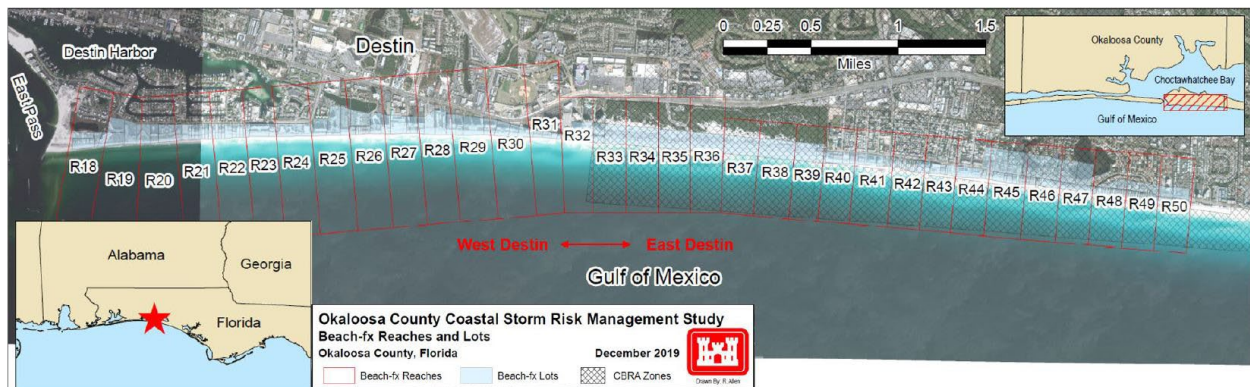 Destin Harbor
Destin
East Pass
0 0.25 0.5 1 1.5
Miles
Okaloosa County
Choctawhatchee Bay
Gulf of Mexico
R18
R19
R20
R21
R22
R23
R24
R25
R26
R27
R28
R29
R30
R31
R32
R33
R34
R35
R36
R37
R38
R39
R40
R41
R42
R43
R44
R45
R46
R47
R48
R49
R50
West Destin
East Destin
Gulf of Mexico
Alabama
Georgia
Florida
Okaloosa County Coastal Storm Risk Management Study
Beach-fx Reaches and Lots
Okaloosa County, Florida December 2019
Drawn By: R. Allen
Beach-fx Reaches Beach-fx Lots CBRA Zones